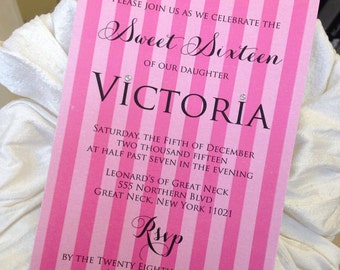 Please join us as we celebrate the
Sweet Sixteen
of our daughter
Victoria
Saturday, the Fifth of December
two thousand fifteen
at half past seven in the evening
Leonard's of Great Neck
555 Northern Blvd
Great Neck, New York 11021
Rsvp
by the Twenty Eighth